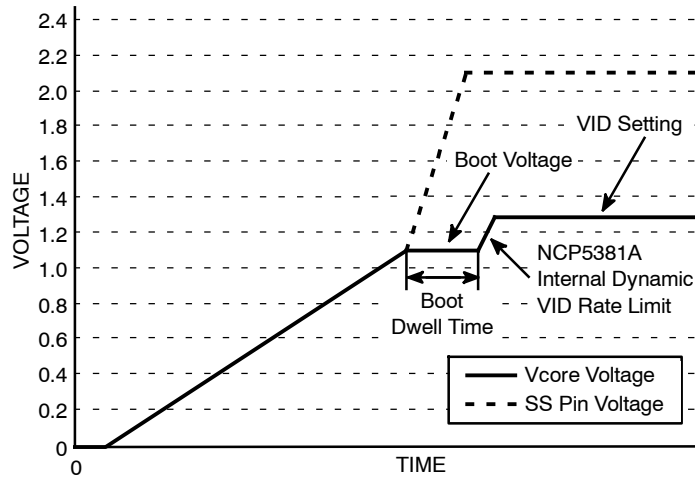 2.4
2.2
2.0
1.8
1.6
1.4
1.2
1.0
0.8
0.6
0.4
0.2
0
VOLTAGE
0
TIME
VID Setting
Boot Voltage
NCP5381A
Internal Dynamic
VID Rate Limit
Boot
Dwell Time
Vcore Voltage
SS Pin Voltage